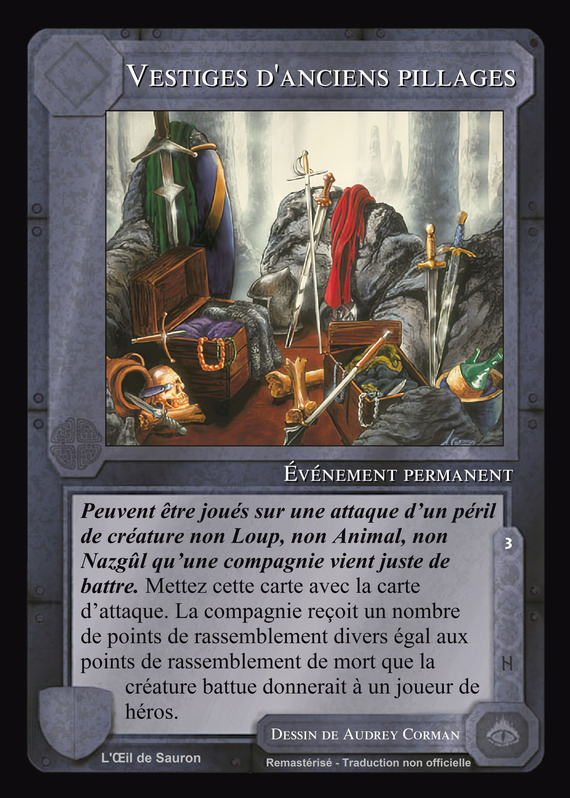 Vestiges d'anciens pillages
Événement permanent
Peuvent être joués sur une attaque d'un péril
de créature non Loup, non Animal, non
Nazgûl qu'une compagnie vient juste de
battre. Mettez cette carte avec la carte
d'attaque. La compagnie reçoit un nombre
de points de rassemblement divers égal aux
points de rassemblement de mort que la
créature battue donnerait à un joueur de
héros.
3
Dessin de Audrey Corman
L'Œil de Sauron
Remastérisé - Traduction non officielle